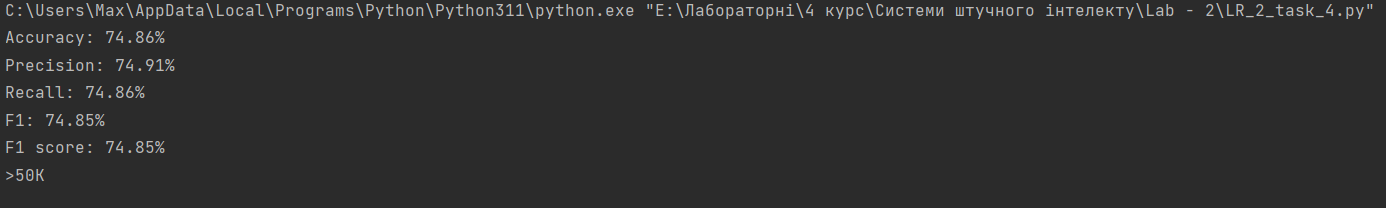 C:\Users\Max\AppData\Local\Programs\Python\Python311\python.exe "E:\Лабораторні\4 курс\Системи штучного інтелекту\Lab - 2\LR_2_task_4.py"
Accuracy: 74.86%
Precision: 74.91%
Recall: 74.86%
F1: 74.85%
F1 score: 74.85%
>50K